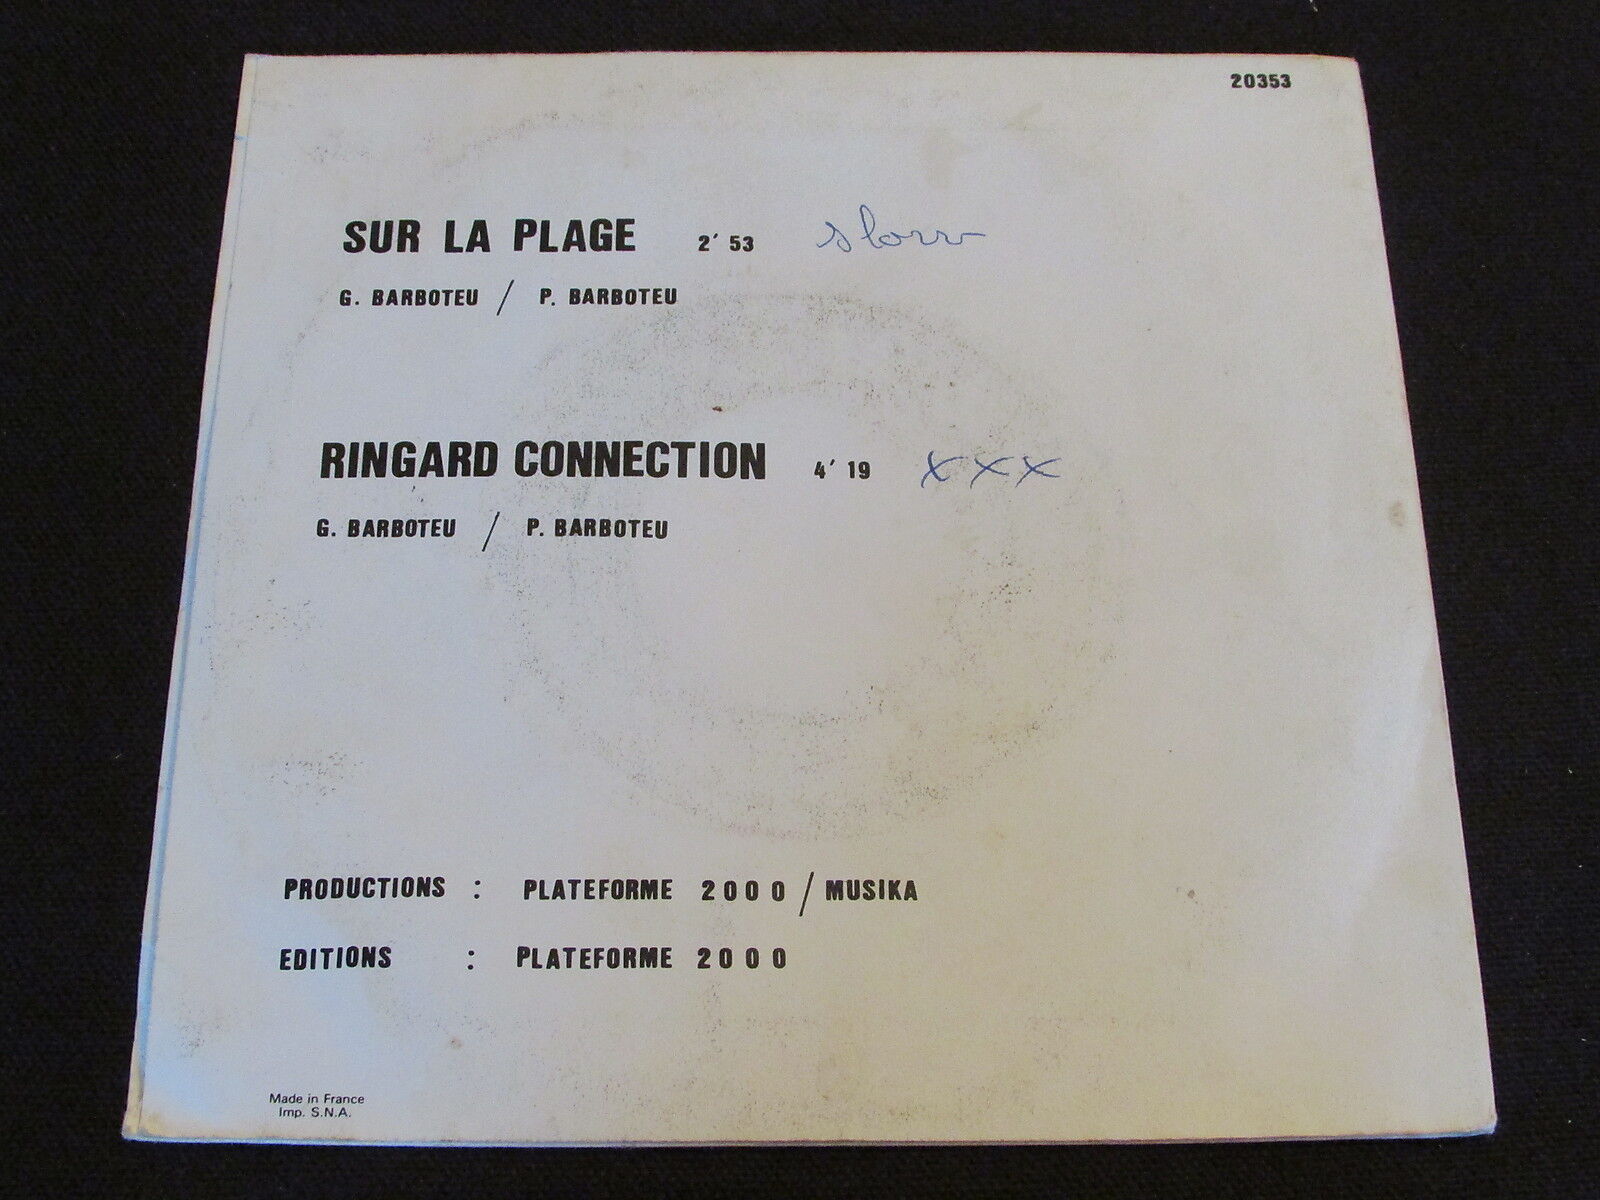 20353
SUR LA PLAGE 2' 53 slow
G. BARBOTEU / P. BARBOTEU
RINGARD CONNECTION 4' 19 xxx
G. BARBOTEU / P. BARBOTEU
PRODUCTIONS : PLATEFORME 2000 / MUSIKA
EDITIONS : PLATEFORME 2000
Made in France
Imp. S.N.A.